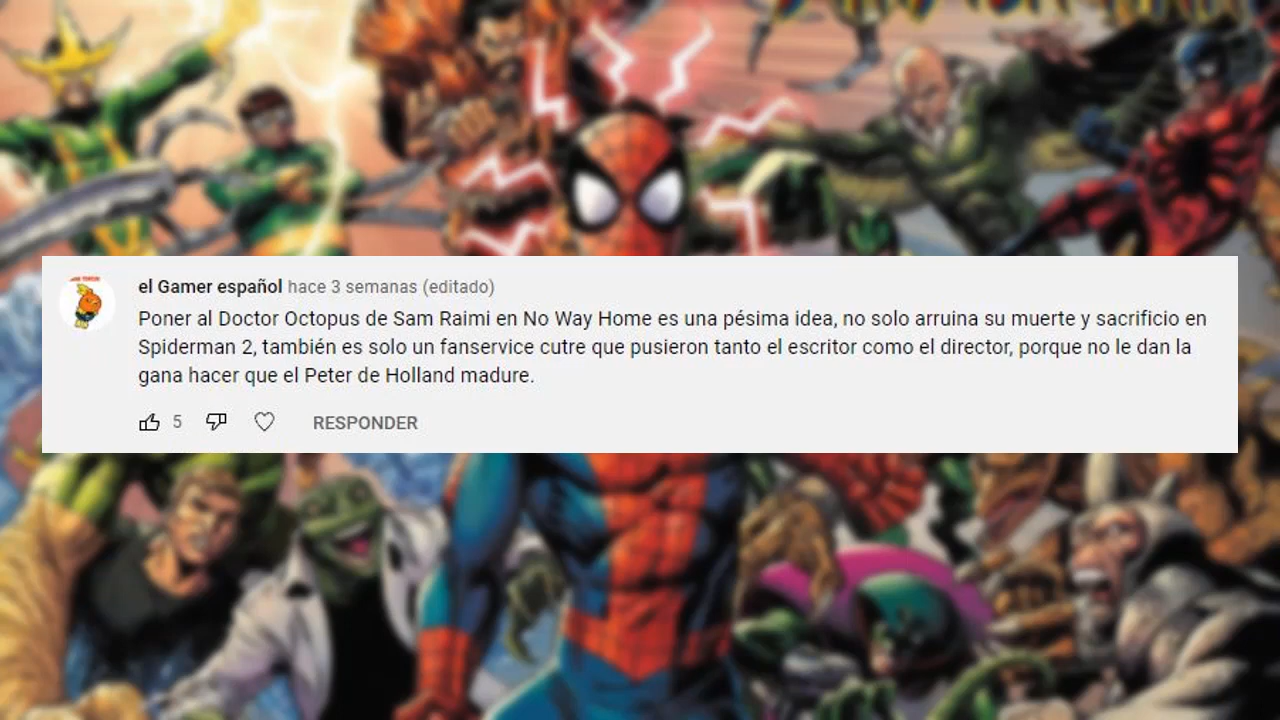 el Gamer español hace 3 semanas (editado)
Poner al Doctor Octopus de Sam Raimi en No Way Home es una pésima idea, no solo arruina su muerte y sacrificio en
Spiderman 2, también es solo un fanservice cutre que pusieron tanto el escritor como el director, porque no le dan la
gana hacer que el Peter de Holland madure.
5
RESPONDER